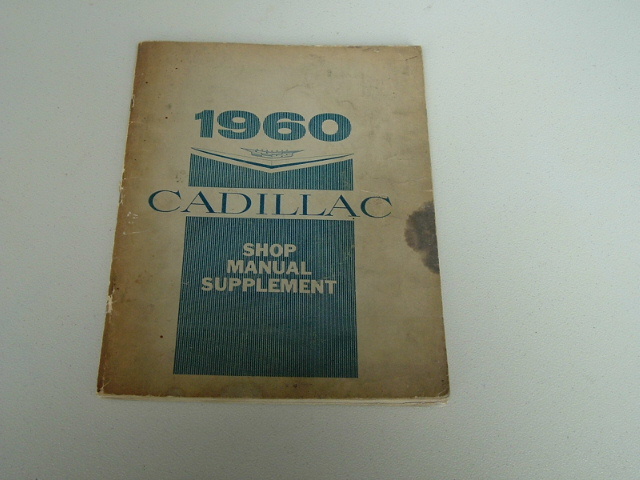 1960
CADILLAC
SHOP
MANUAL
SUPPLEMENT